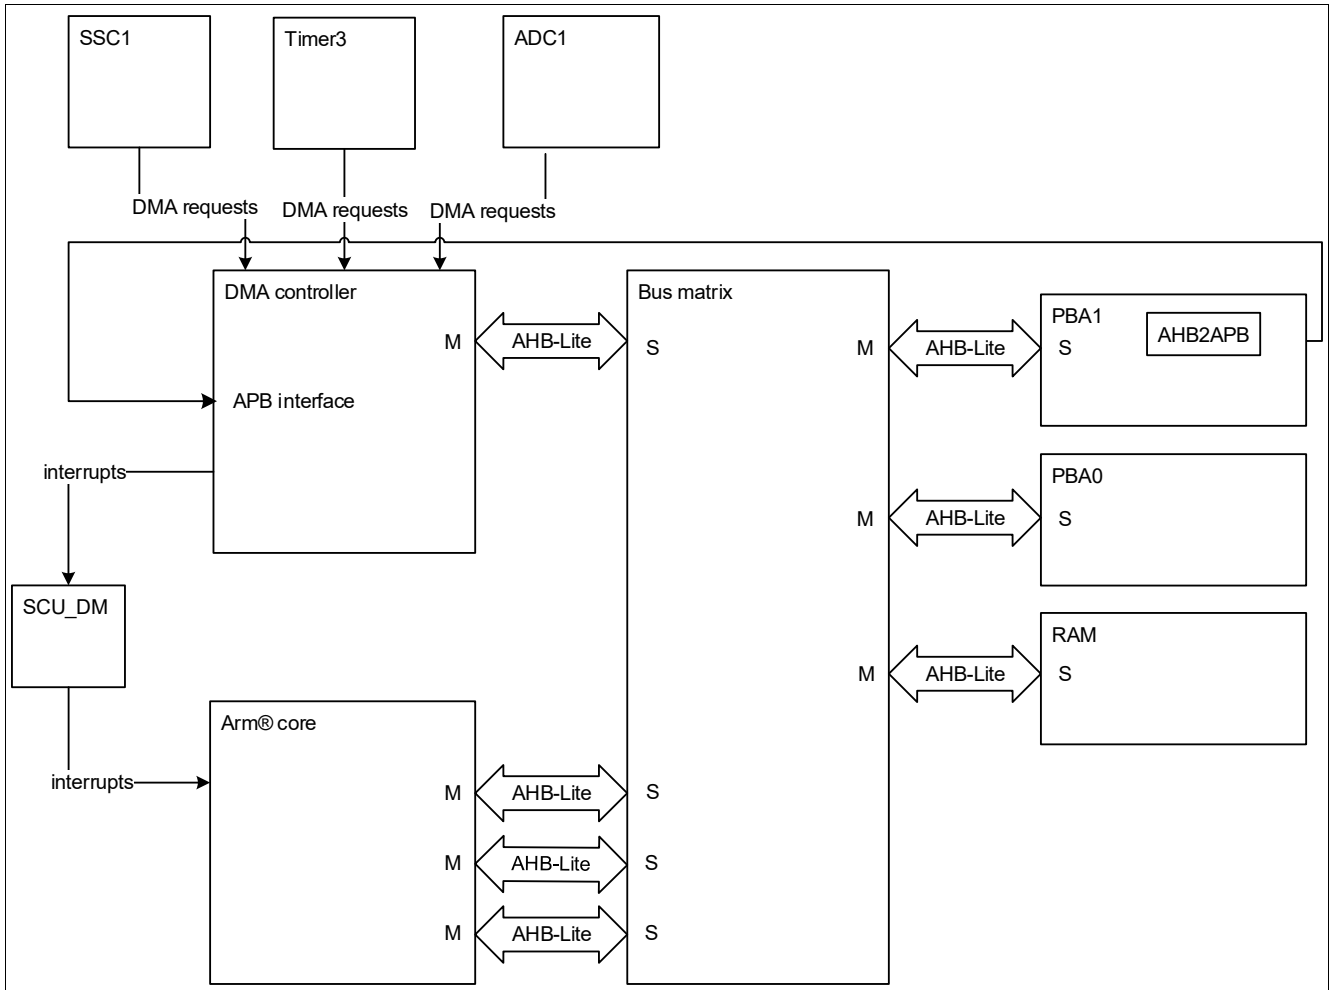 SSC1
Timer3
ADC1
DMA requests
DMA requests
DMA requests
DMA controller
M
APB interface
AHB-Lite
Bus matrix
S
M
AHB-Lite
PBA1
S
AHB2APB
interrupts
M
AHB-Lite
PBA0
S
SCU_DM
M
AHB-Lite
RAM
S
interrupts
Arm® core
M
AHB-Lite
S
M
AHB-Lite
S
M
AHB-Lite
S